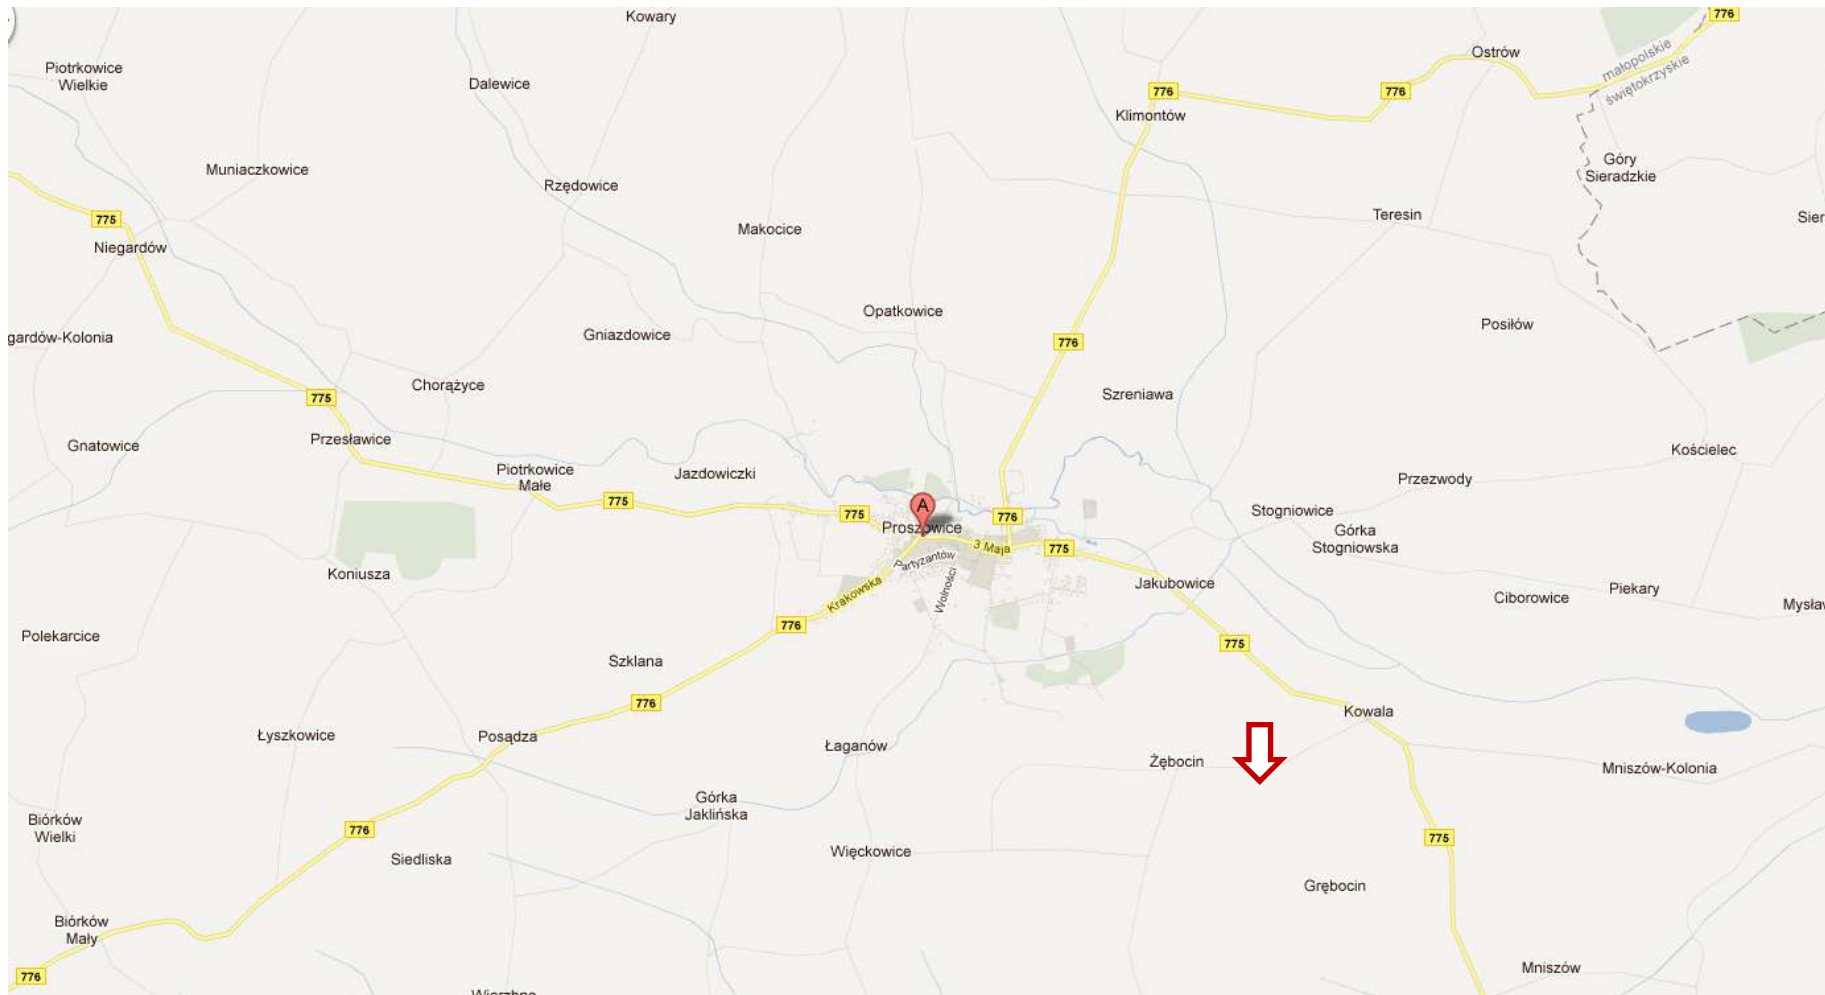 Kowary
776
Ostrów
małopolskie
świętokrzyskie
Piotrkowice
Wielkie
Dalewice
776
776
Klimontów
Góry
Sieradzkie
Muniaczkowice
Rzędowice
Teresin
Sier
775
Makocice
Niegardów
Opatkowice
Posiłów
gardów-Kolonia
Gniazdowice
776
Chorążyce
Szreniawa
775
Gnatowice
Przesławice
Kościelec
Piotrkowice
Małe
Jazdowiczki
Przezwody
775
775
A
Proszowice
776
Stogniowice
Górka
Stogniowska
3 Maja
775
Partyzantów
Koniusza
Krakowska
Wolności
Jakubowice
Ciborowice
Piekary
Mysław
776
Polekarcice
775
Szklana
776
Kowala
Łyszkowice
Posądza
Łaganów
Żębocin
Mniszów-Kolonia
Górka
Jaklińska
Biórków
Wielki
776
775
Siedliska
Więckowice
Grębocin
Biórków
Mały
Mniszów
776
Wierzbno